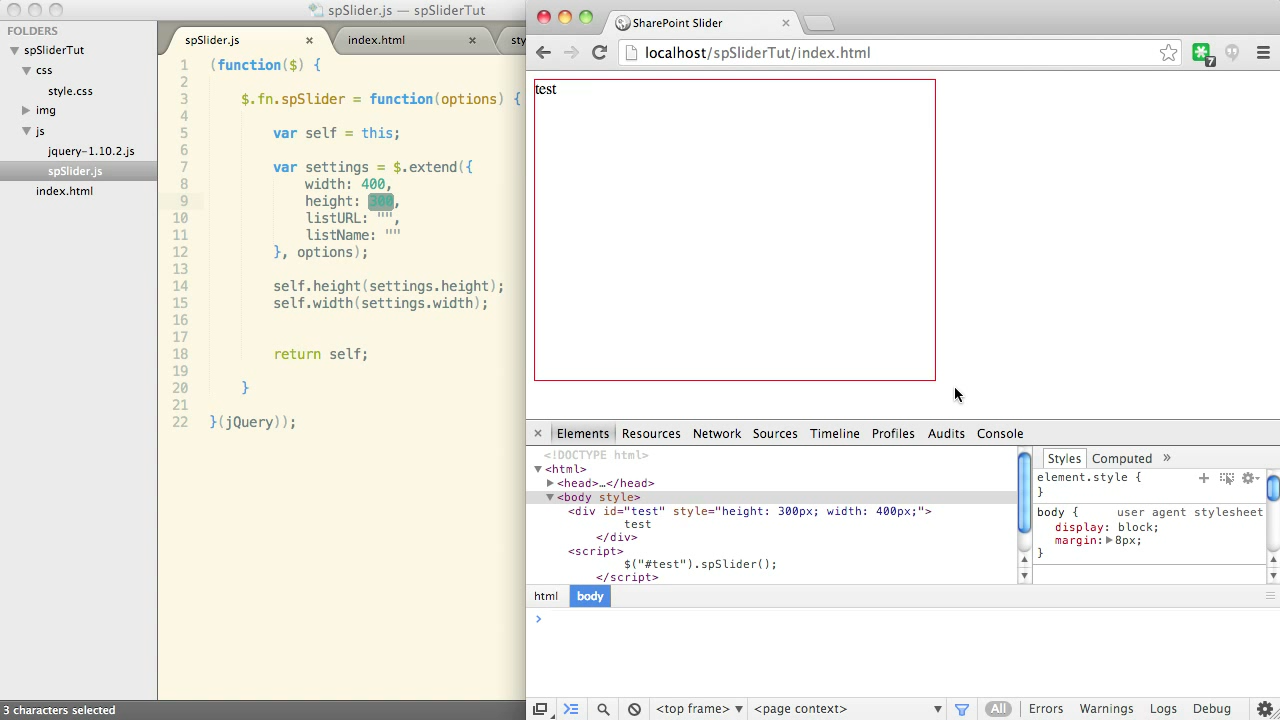 spSlider.js — spSliderTut
FOLDERS
spSliderTut
css
style.css
img
js
jquery-1.10.2.js
spSlider.js
index.html
spSlider.js × index.html × sty
1 (function($) {
2
3 $.fn.spSlider = function(options) {
4
5 var self = this;
6
7 var settings = $.extend({
8 width: 400,
9 height: 300,
10 listURL: "",
11 listName: ""
12 }, options);
13
14 self.height(settings.height);
15 self.width(settings.width);
16
17
18 return self;
19
20 }
21
22 }(jQuery));
3 characters selected
SharePoint Slider ×
localhost/spSliderTut/index.html
7
test
× Elements Resources Network Sources Timeline Profiles Audits Console
<!DOCTYPE html>
<html>
<head>…</head>
<body style>
<div id="test" style="height: 300px; width: 400px;">
test
</div>
<script>
$("#test").spSlider();
</script>
Styles Computed »
element.style {
}
body { user agent stylesheet
display: block;
margin: 8px;
}
html body
>
<top frame> <page context> All Errors Warnings Logs Debug